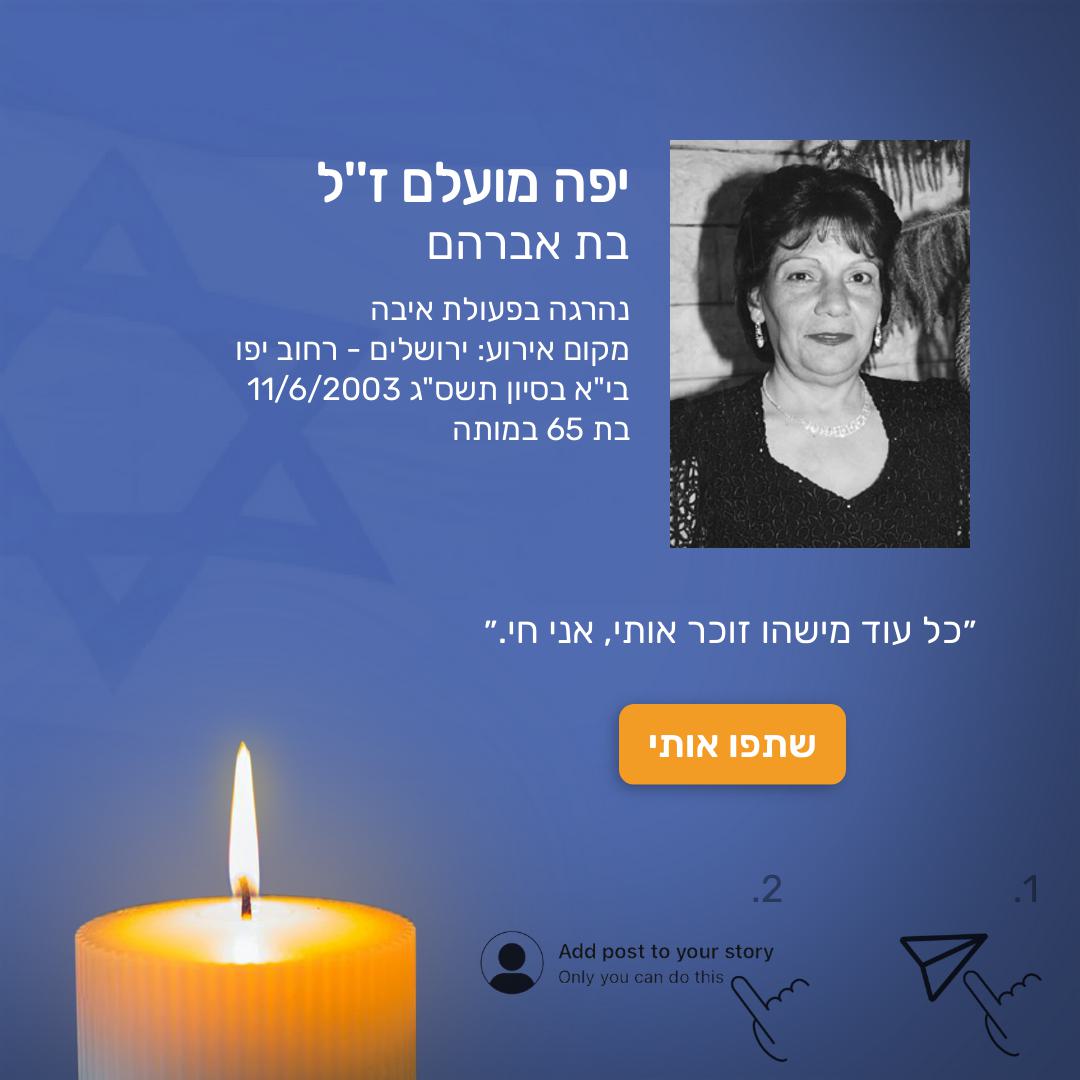 יפה מועלם ז"ל
בת אברהם
נהרגה בפעולת איבה
מקום אירוע: ירושלים - רחוב יפו
בי"א בסיון תשס"ג 11/6/2003
בת 65 במותה
״כל עוד מישהו זוכר אותי, אני חי.״
שתפו אותי
.1
.2
Add post to your story
Only you can do this